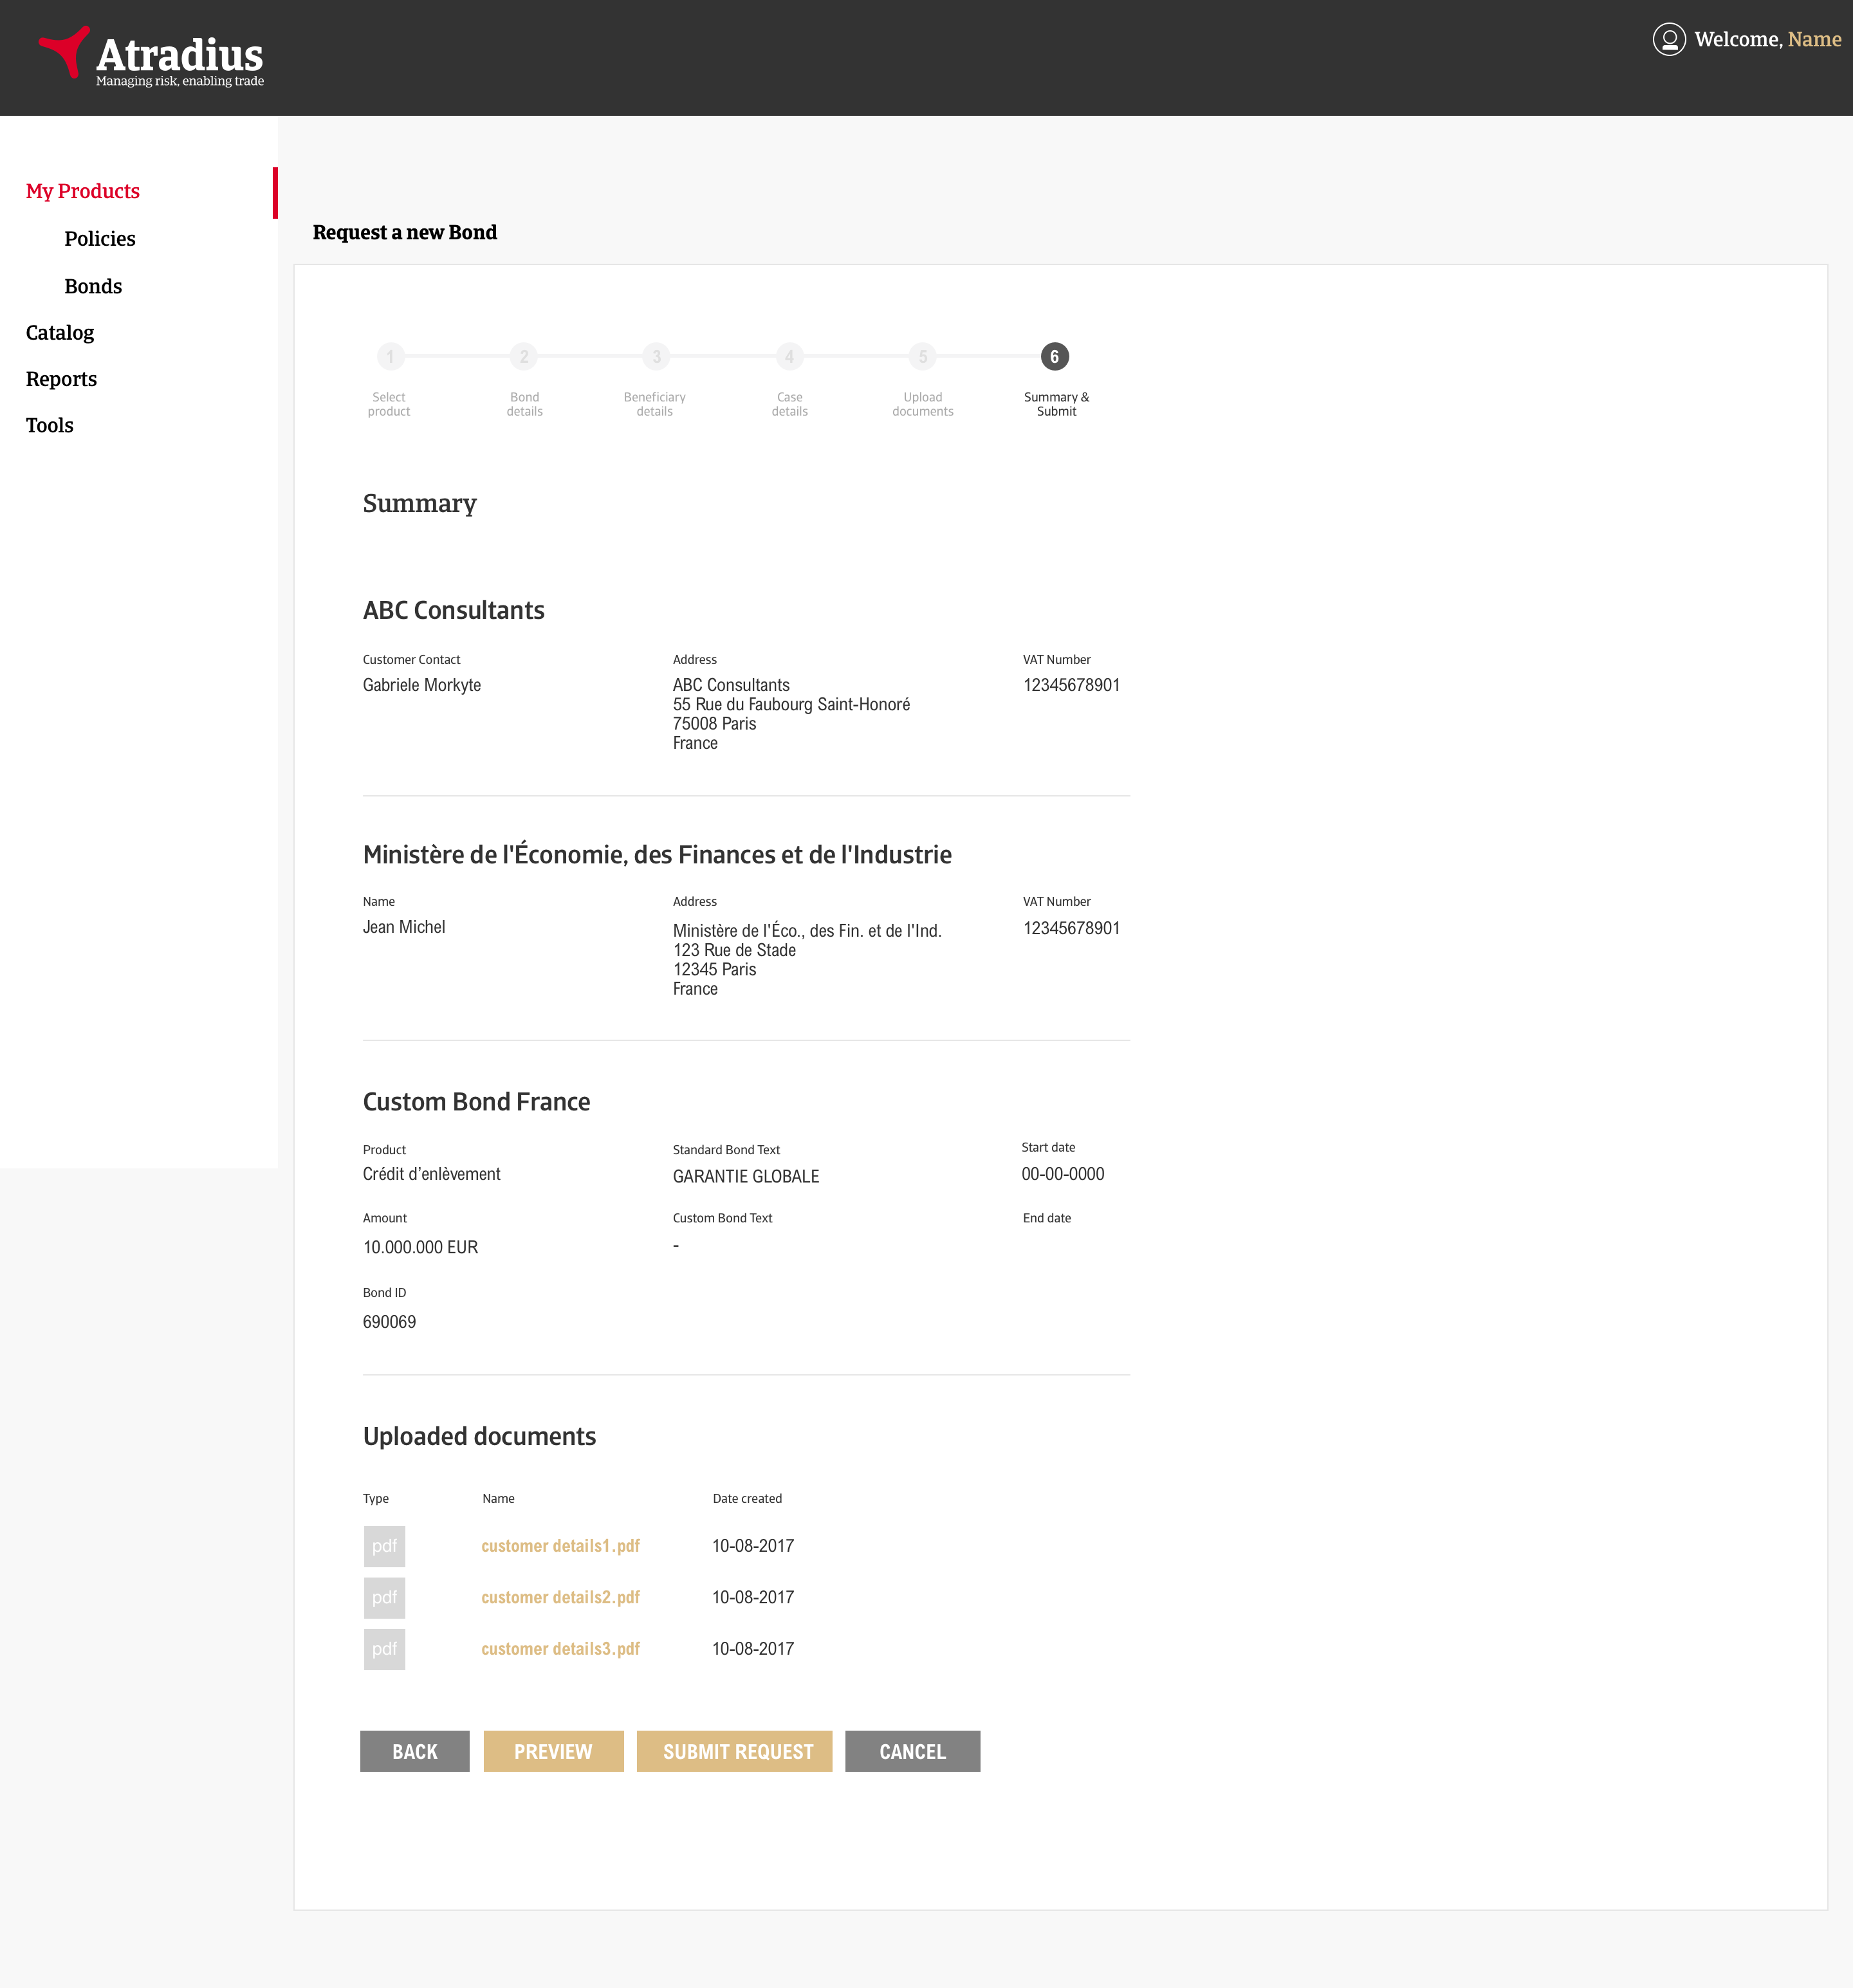 Atradius
Managing risk, enabling trade
Welcome, Name
My Products
Policies
Bonds
Catalog
Reports
Tools
Request a new Bond
1 2 3 4 5 6
Select Bond Beneficiary Case Upload Summary &
product details details details documents Submit
Summary
ABC Consultants
Customer Contact Address VAT Number
Gabriele Morkyte ABC Consultants 12345678901
55 Rue du Faubourg Saint-Honoré
75008 Paris
France
Ministère de l'Économie, des Finances et de l'Industrie
Name Address VAT Number
Jean Michel Ministère de l'Éco., des Fin. et de l'Ind. 12345678901
123 Rue de Stade
12345 Paris
France
Custom Bond France
Product Standard Bond Text Start date
Crédit d’enlèvement GARANTIE GLOBALE 00-00-0000
Amount Custom Bond Text End date
10.000.000 EUR -
Bond ID
690069
Uploaded documents
Type Name Date created
pdf customer details1.pdf 10-08-2017
pdf customer details2.pdf 10-08-2017
pdf customer details3.pdf 10-08-2017
BACK PREVIEW SUBMIT REQUEST CANCEL